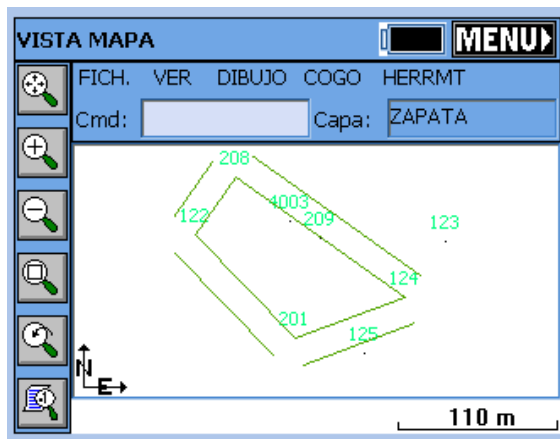 VISTA MAPA MENU
FICH. VER DIBUJO COGO HERRMT
Cmd: Capa: ZAPATA
208
4003
122 209 123
124
201
125
N
E
110 m